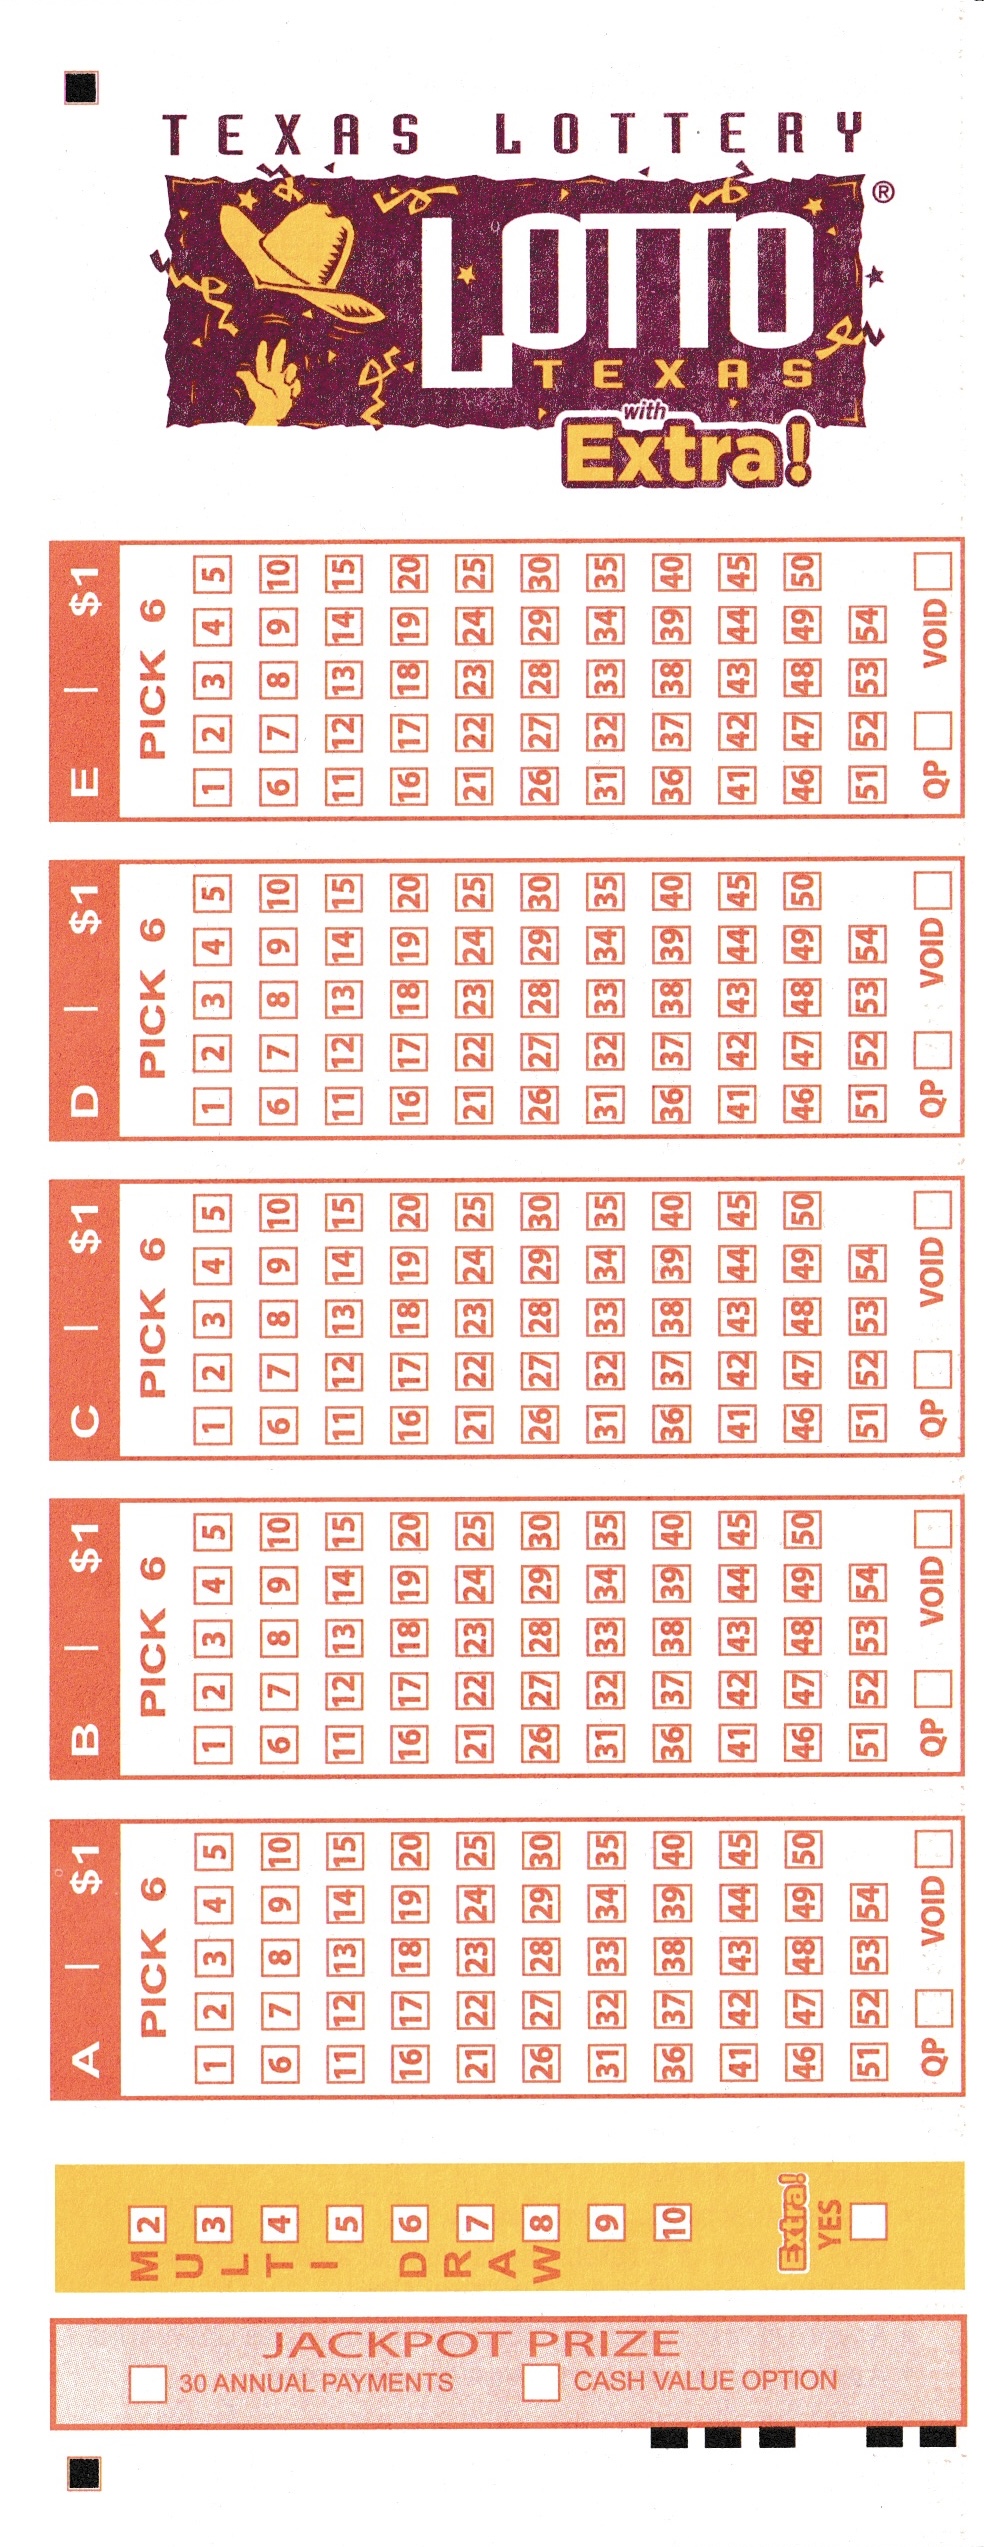 TEXAS LOTTERY
LOTTO ®
TEXAS
with
Extra!
E | $1
PICK 6
1 2 3 4 5
6 7 8 9 10
11 12 13 14 15
16 17 18 19 20
21 22 23 24 25
26 27 28 29 30
31 32 33 34 35
36 37 38 39 40
41 42 43 44 45
46 47 48 49 50
51 52 53 54
QP VOID
D | $1
PICK 6
1 2 3 4 5
6 7 8 9 10
11 12 13 14 15
16 17 18 19 20
21 22 23 24 25
26 27 28 29 30
31 32 33 34 35
36 37 38 39 40
41 42 43 44 45
46 47 48 49 50
51 52 53 54
QP VOID
C | $1
PICK 6
1 2 3 4 5
6 7 8 9 10
11 12 13 14 15
16 17 18 19 20
21 22 23 24 25
26 27 28 29 30
31 32 33 34 35
36 37 38 39 40
41 42 43 44 45
46 47 48 49 50
51 52 53 54
QP VOID
B | $1
PICK 6
1 2 3 4 5
6 7 8 9 10
11 12 13 14 15
16 17 18 19 20
21 22 23 24 25
26 27 28 29 30
31 32 33 34 35
36 37 38 39 40
41 42 43 44 45
46 47 48 49 50
51 52 53 54
QP VOID
A | $1
PICK 6
1 2 3 4 5
6 7 8 9 10
11 12 13 14 15
16 17 18 19 20
21 22 23 24 25
26 27 28 29 30
31 32 33 34 35
36 37 38 39 40
41 42 43 44 45
46 47 48 49 50
51 52 53 54
QP VOID
MULTI DRAW
2
3
4
5
6
7
8
9
10
Extra!
YES
JACKPOT PRIZE
30 ANNUAL PAYMENTS CASH VALUE OPTION